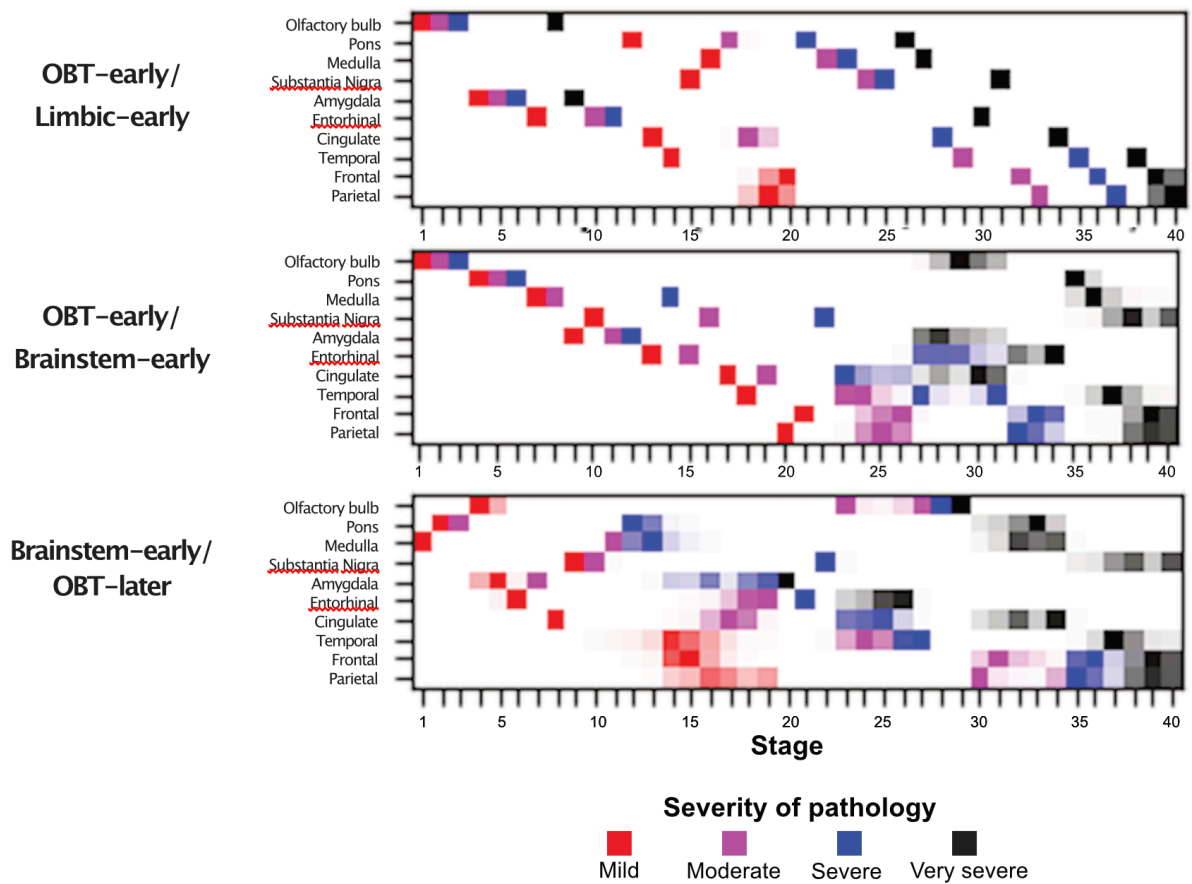 OBT-early/
Limbic-early
Olfactory bulb
Pons
Medulla
Substantia Nigra
Amygdala
Entorhinal
Cingulate
Temporal
Frontal
Parietal
1 5 10 15 20 25 30 35 40
OBT-early/
Brainstem-early
Olfactory bulb
Pons
Medulla
Substantia Nigra
Amygdala
Entorhinal
Cingulate
Temporal
Frontal
Parietal
1 5 10 15 20 25 30 35 40
Brainstem-early/
OBT-later
Olfactory bulb
Pons
Medulla
Substantia Nigra
Amygdala
Entorhinal
Cingulate
Temporal
Frontal
Parietal
1 5 10 15 20 25 30 35 40
Stage
Severity of pathology
Mild Moderate Severe Very severe